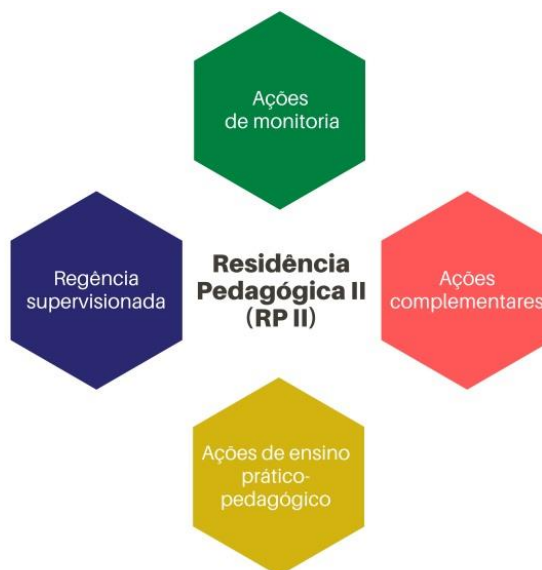 Ações
de monitoria
Regência
supervisionada
Residência
Pedagógica II
(RP II)
Ações
complementares
Ações de ensino
prático-
pedagógico